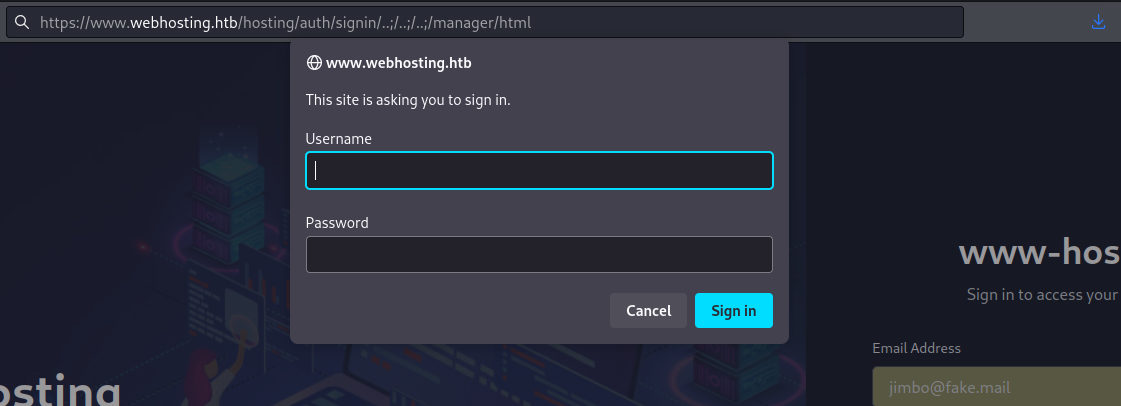 https://www.webhosting.htb/hosting/auth/signin/..;/..;/..;/manager/html
www.webhosting.htb
This site is asking you to sign in.
Username
Password
Cancel
Sign in
www-hos
Sign in to access your
Email Address
jimbo@fake.mail
osting